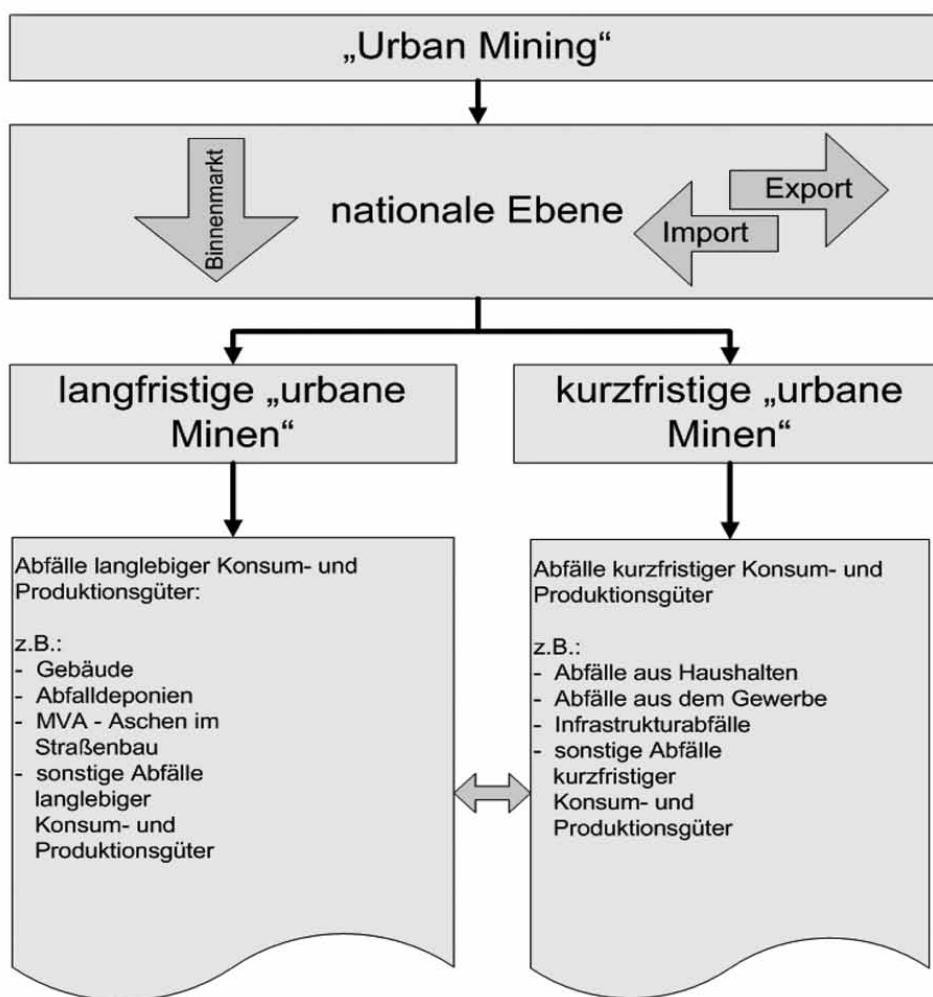 „Urban Mining“
Binnenmarkt
nationale Ebene
Export
Import
langfristige „urbane
Minen“
kurzfristige „urbane
Minen“
Abfälle langlebiger Konsum- und
Produktionsgüter:
z.B.:
- Gebäude
- Abfalldeponien
- MVA - Aschen im
Straßenbau
- sonstige Abfälle
langlebiger
Konsum- und
Produktionsgüter
Abfälle kurzfristiger Konsum- und
Produktionsgüter
z.B.:
- Abfälle aus Haushalten
- Abfälle aus dem Gewerbe
- Infrastrukturabfälle
- sonstige Abfälle
kurzfristiger
Konsum- und
Produktionsgüter